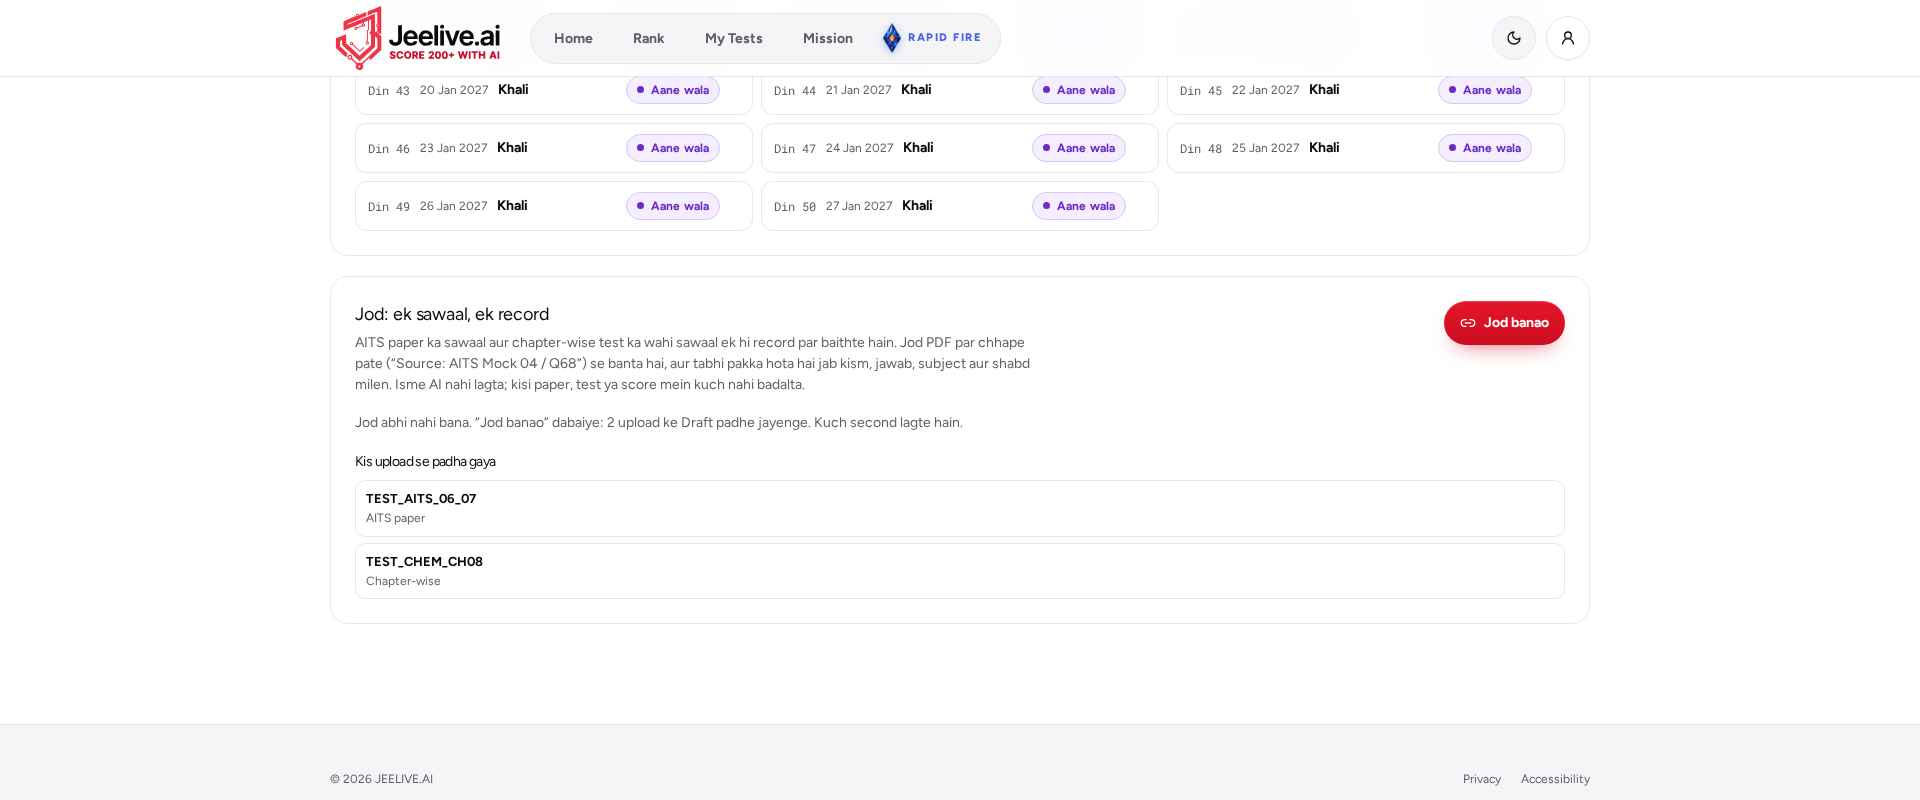 Jeelive.ai
SCORE 200+ WITH AI
Home Rank My Tests Mission RAPID FIRE
Din 43 20 Jan 2027 Khali Aane wala
Din 44 21 Jan 2027 Khali Aane wala
Din 45 22 Jan 2027 Khali Aane wala
Din 46 23 Jan 2027 Khali Aane wala
Din 47 24 Jan 2027 Khali Aane wala
Din 48 25 Jan 2027 Khali Aane wala
Din 49 26 Jan 2027 Khali Aane wala
Din 50 27 Jan 2027 Khali Aane wala
Jod: ek sawaal, ek record
Jod banao
AITS paper ka sawaal aur chapter-wise test ka wahi sawaal ek hi record par baithte hain. Jod PDF par chhape
pate (“Source: AITS Mock 04 / Q68”) se banta hai, aur tabhi pakka hota hai jab kism, jawab, subject aur shabd
milen. Isme AI nahi lagta; kisi paper, test ya score mein kuch nahi badalta.
Jod abhi nahi bana. “Jod banao” dabaiye: 2 upload ke Draft padhe jayenge. Kuch second lagte hain.
Kis upload se padha gaya
TEST_AITS_06_07
AITS paper
TEST_CHEM_CH08
Chapter-wise
© 2026 JEELIVE.AI
Privacy Accessibility